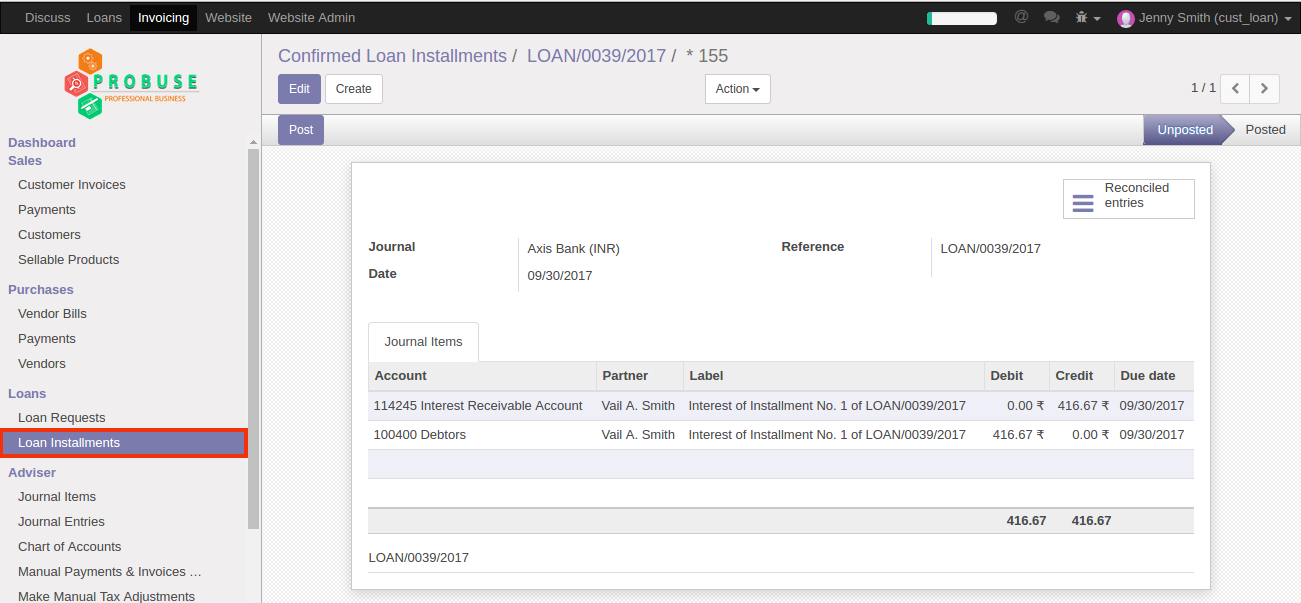 Discuss Loans Invoicing Website Website Admin @ Jenny Smith (cust_loan)
PROBUSE
PROFESSIONAL BUSINESS
Dashboard
Sales
Customer Invoices
Payments
Customers
Sellable Products
Purchases
Vendor Bills
Payments
Vendors
Loans
Loan Requests
Loan Installments
Adviser
Journal Items
Journal Entries
Chart of Accounts
Manual Payments & Invoices ...
Make Manual Tax Adjustments
Confirmed Loan Installments / LOAN/0039/2017 / * 155
Edit Create Action 1 / 1
Post Unposted Posted
Reconciled
entries
Journal Axis Bank (INR) Reference LOAN/0039/2017
Date 09/30/2017
Journal Items
Account Partner Label Debit Credit Due date
114245 Interest Receivable Account Vail A. Smith Interest of Installment No. 1 of LOAN/0039/2017 0.00 ₹ 416.67 ₹ 09/30/2017
100400 Debtors Vail A. Smith Interest of Installment No. 1 of LOAN/0039/2017 416.67 ₹ 0.00 ₹ 09/30/2017
416.67 416.67
LOAN/0039/2017